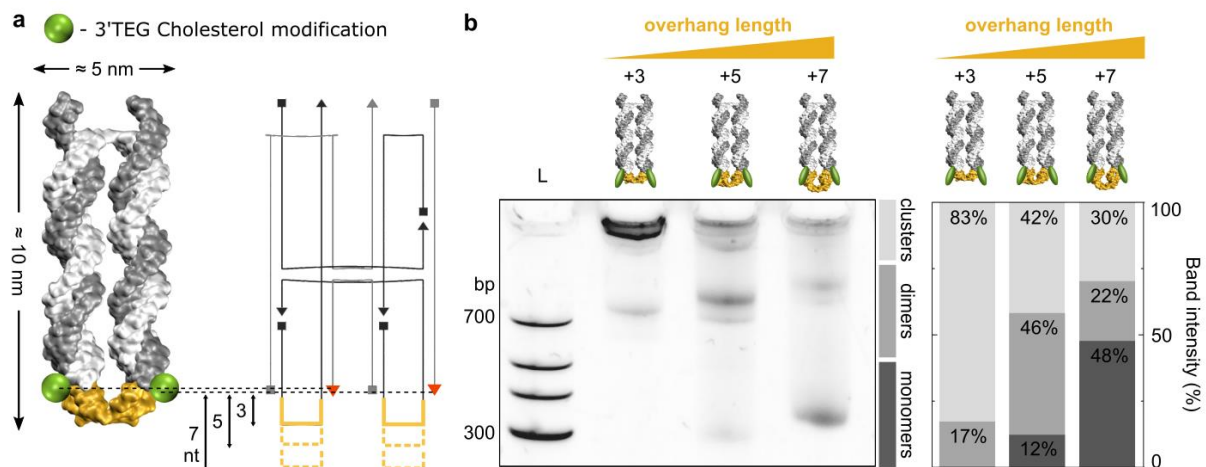 a
- 3'TEG Cholesterol modification
≈ 5 nm
≈ 10 nm
7
nt
5
3
b
overhang length
+3 +5 +7
L
bp
700
300
clusters
dimers
monomers
overhang length
+3 +5 +7
83% 42% 30%
22%
46%
48%
17%
12%
100
50
0
Band intensity (%)